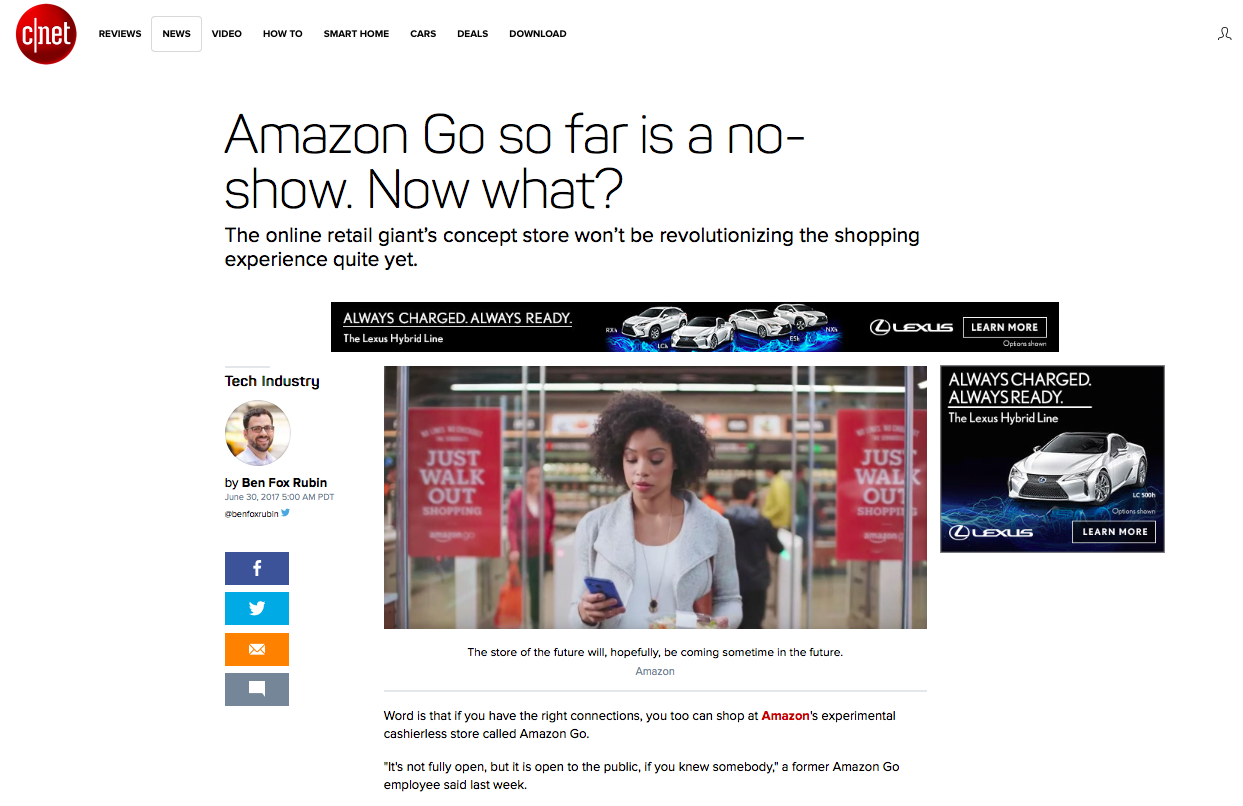 c|net
REVIEWS
NEWS
VIDEO
HOW TO
SMART HOME
CARS
DEALS
DOWNLOAD
Amazon Go so far is a no-
show. Now what?
The online retail giant's concept store won't be revolutionizing the shopping
experience quite yet.
ALWAYS CHARGED. ALWAYS READY.
The Lexus Hybrid Line
LEXUS
LEARN MORE
Options shown
Tech Industry
by Ben Fox Rubin
June 30, 2017 5:00 AM PDT
@benfoxrubin
JUST
WALK
OUT
SHOPPING
amazon go
JUST
WALK
OUT
SHOPPING
amazon go
ALWAYS CHARGED.
ALWAYS READY.
The Lexus Hybrid Line
LC 500h
Options shown
LEXUS
LEARN MORE
The store of the future will, hopefully, be coming sometime in the future.
Amazon
Word is that if you have the right connections, you too can shop at Amazon's experimental
cashierless store called Amazon Go.
"It's not fully open, but it is open to the public, if you knew somebody," a former Amazon Go
employee said last week.